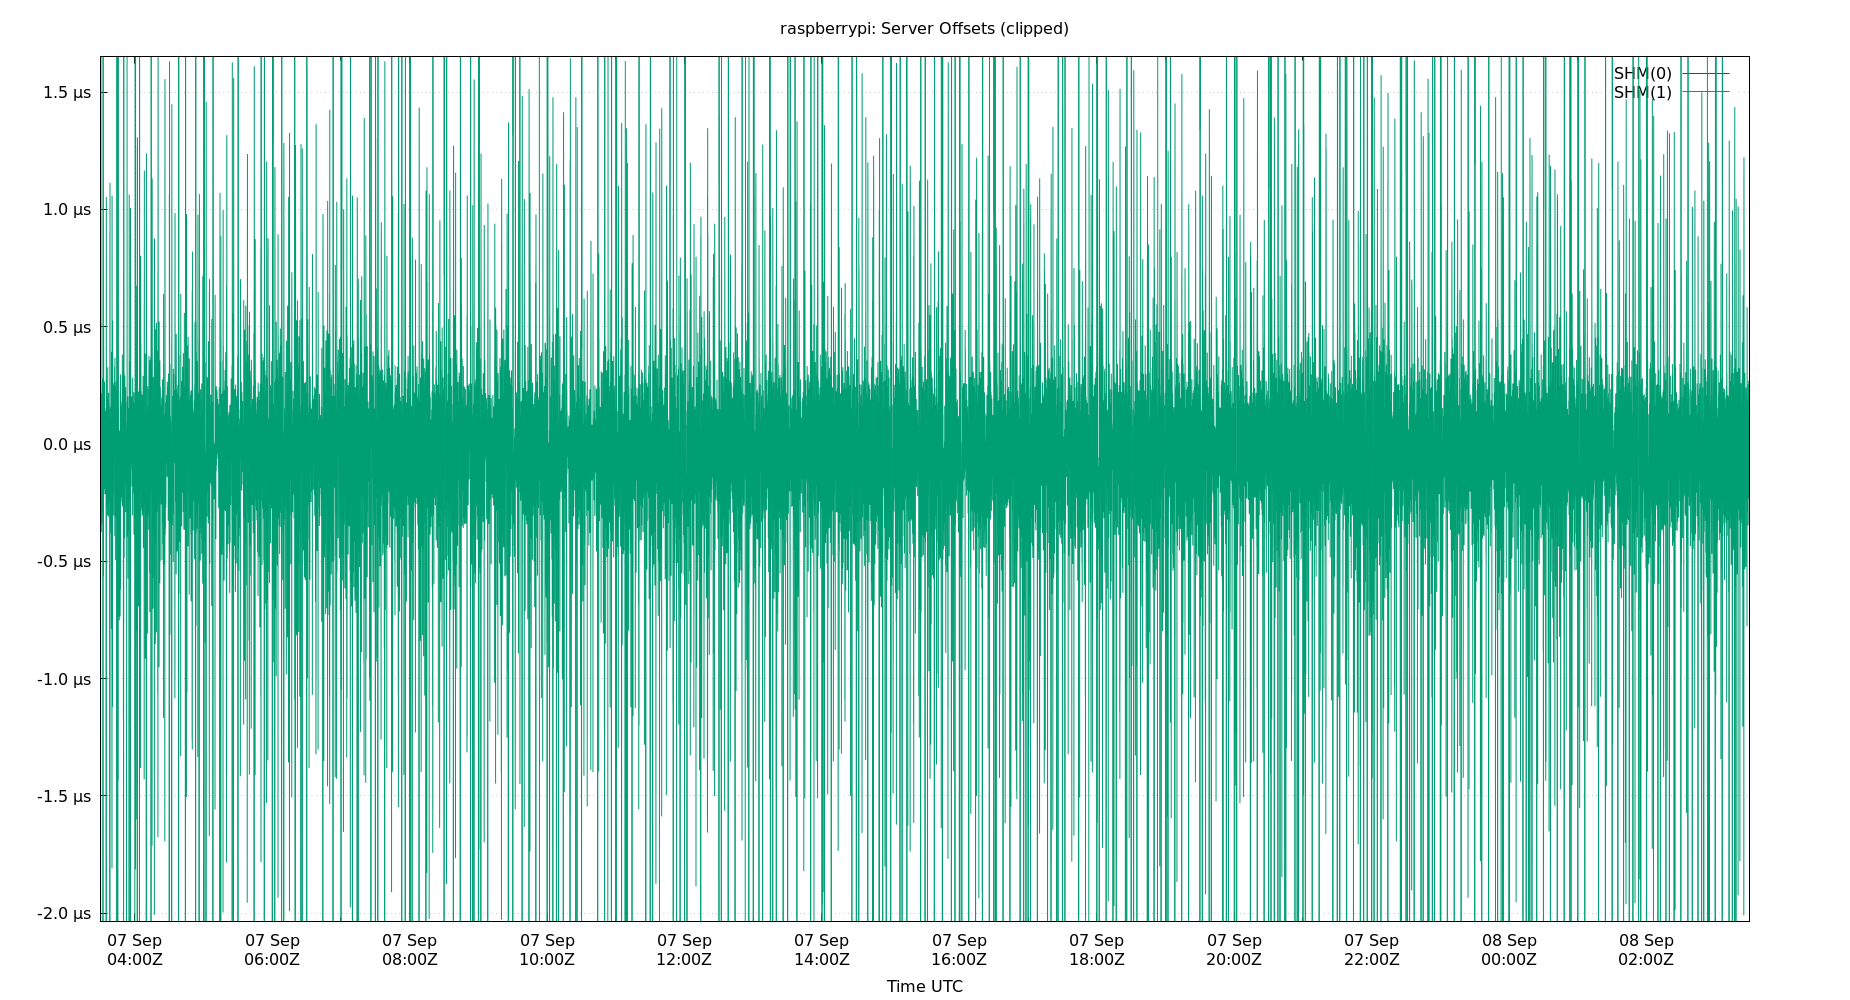 raspberrypi: Server Offsets (clipped)
SHM(0)
SHM(1)
1.5 µs
1.0 µs
0.5 µs
0.0 µs
-0.5 µs
-1.0 µs
-1.5 µs
-2.0 µs
07 Sep 07 Sep 07 Sep 07 Sep 07 Sep 07 Sep 07 Sep 07 Sep 07 Sep 07 Sep 08 Sep 08 Sep
04:00Z 06:00Z 08:00Z 10:00Z 12:00Z 14:00Z 16:00Z 18:00Z 20:00Z 22:00Z 00:00Z 02:00Z
Time UTC